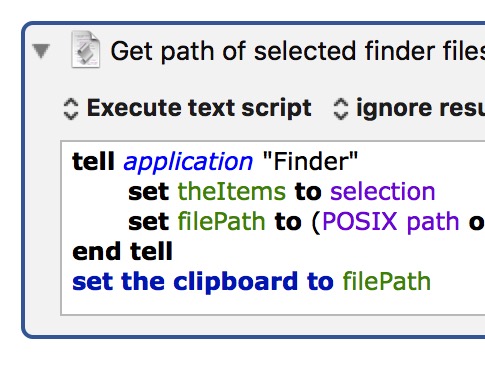 Get path of selected finder files
Execute text script ignore resu
tell application "Finder"
set theItems to selection
set filePath to (POSIX path o
end tell
set the clipboard to filePath